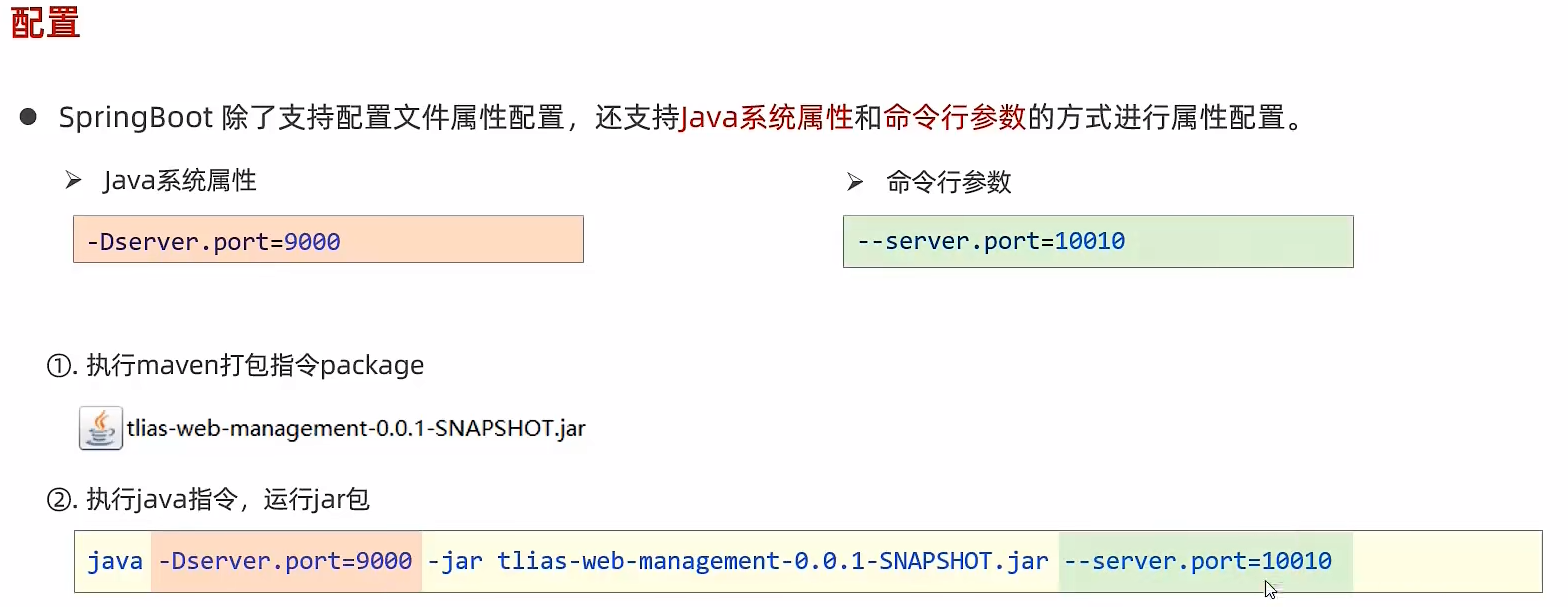 配置
● SpringBoot 除了支持配置文件属性配置，还支持Java系统属性和命令行参数的方式进行属性配置。
➢ Java系统属性
-Dserver.port=9000
➢ 命令行参数
--server.port=10010
①. 执行maven打包指令package
tlias-web-management-0.0.1-SNAPSHOT.jar
②. 执行java指令，运行jar包
java -Dserver.port=9000 -jar tlias-web-management-0.0.1-SNAPSHOT.jar --server.port=10010